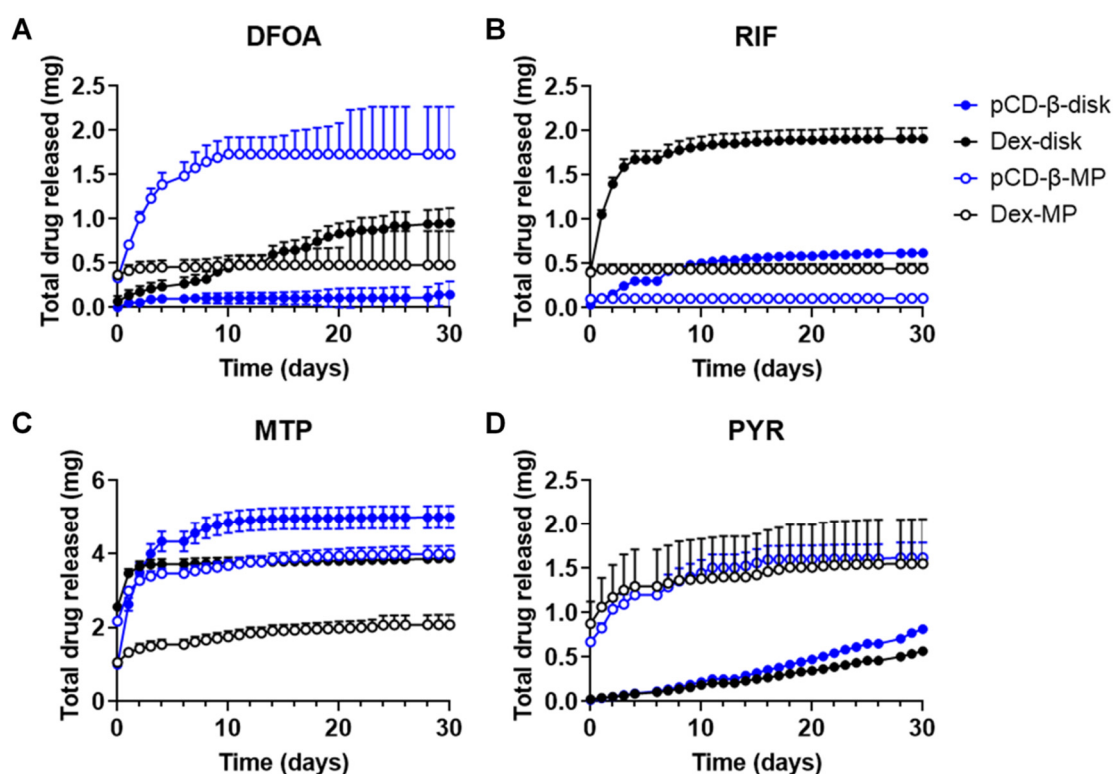 A
DFOA
Total drug released (mg)
2.5
2.0
1.5
1.0
0.5
0.0
0
10
20
30
Time (days)
B
RIF
Total drug released (mg)
2.5
2.0
1.5
1.0
0.5
0.0
0
10
20
30
Time (days)
pCD-β-disk
Dex-disk
pCD-β-MP
Dex-MP
C
MTP
Total drug released (mg)
6
4
2
0
0
10
20
30
Time (days)
D
PYR
Total drug released (mg)
2.5
2.0
1.5
1.0
0.5
0.0
0
10
20
30
Time (days)